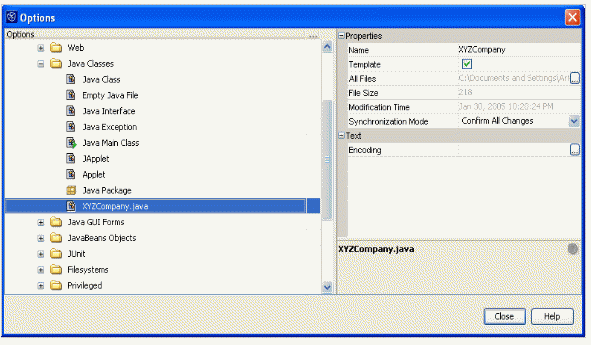 Options
Options ...
Web
Java Classes
Java Class
Empty Java File
Java Interface
Java Exception
Java Main Class
JApplet
Applet
Java Package
XYZCompany.java
Java GUI Forms
JavaBeans Objects
JUnit
Filesystems
Privileged
Properties
Name XYZCompany
Template
All Files C:\Documents and Settings\An ...
File Size 218
Modification Time Jan 30, 2005 10:20:24 PM
Synchronization Mode Confirm All Changes
Text
Encoding ...
XYZCompany.java
Close Help